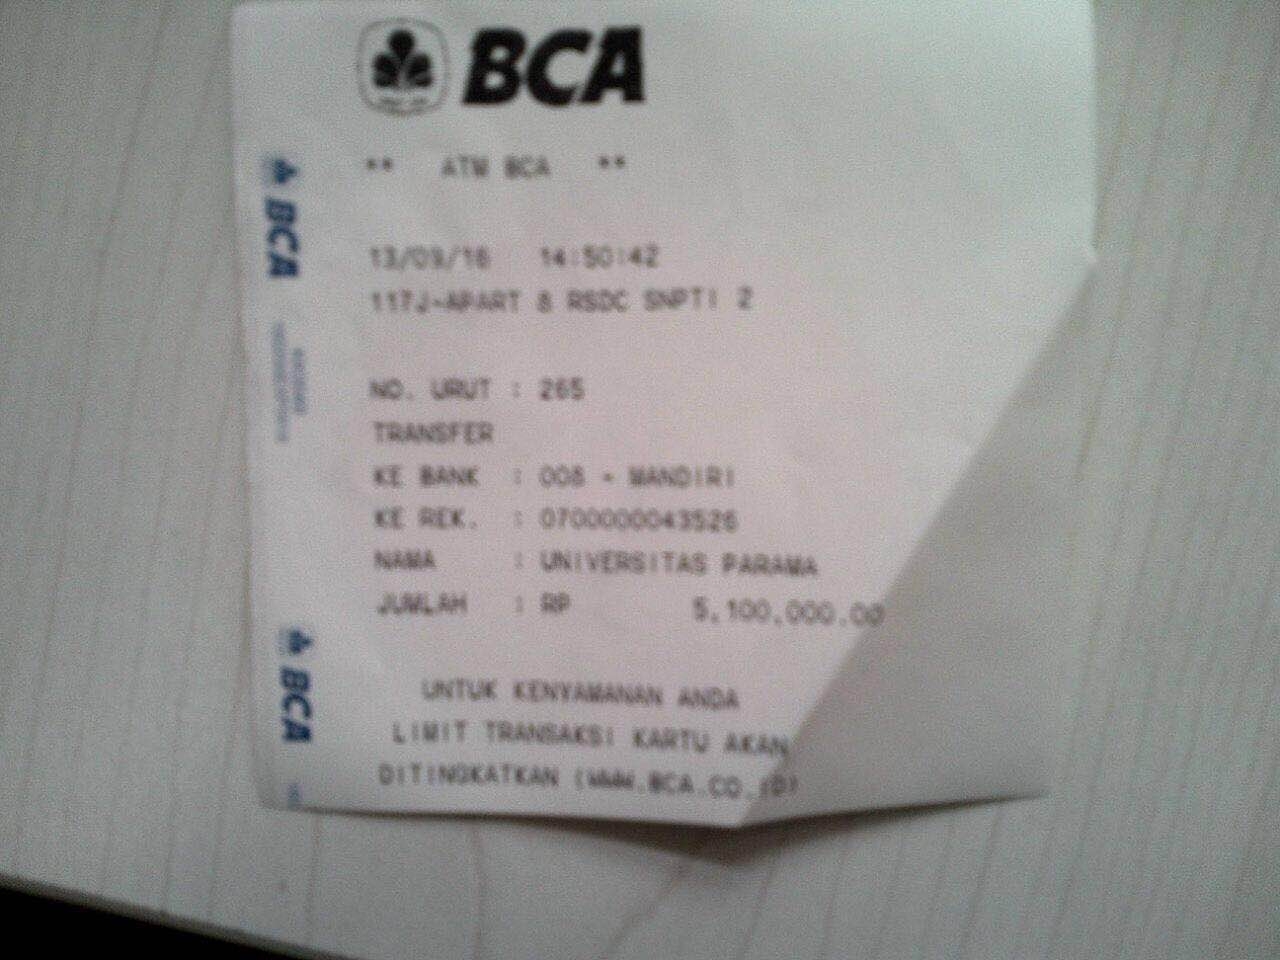 BCA
** ATM BCA **
13/09/16 14:50:42
117J-APART 8 RSDC SNPTI 2
NO. URUT : 265
TRANSFER
KE BANK : 008 - MANDIRI
KE REK. : 0700000043526
NAMA : UNIVERSITAS PARAMA
JUMLAH : RP 5,100,000.00
UNTUK KENYAMANAN ANDA
LIMIT TRANSAKSI KARTU AKAN
DITINGKATKAN (WWW.BCA.CO.ID)
BCA
BCA